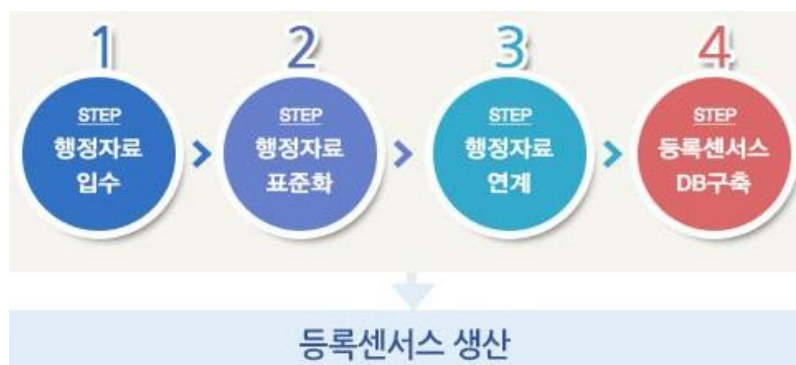 1
STEP
행정자료
입수
2
STEP
행정자료
표준화
3
STEP
행정자료
연계
4
STEP
등록센서스
DB구축
등록센서스 생산